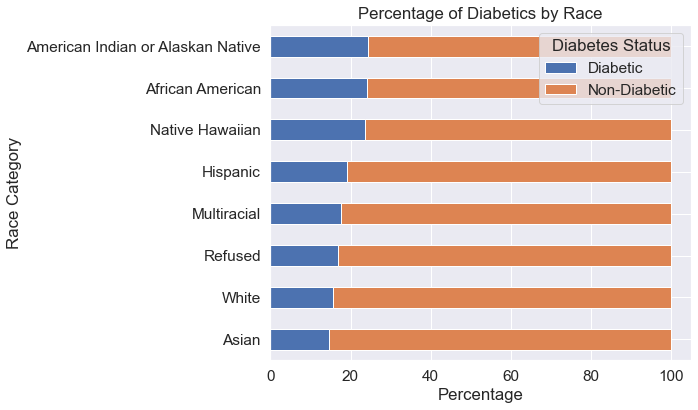 Percentage of Diabetics by Race
Diabetes Status
Diabetic
Non-Diabetic
Race Category
American Indian or Alaskan Native
African American
Native Hawaiian
Hispanic
Multiracial
Refused
White
Asian
0 20 40 60 80 100
Percentage